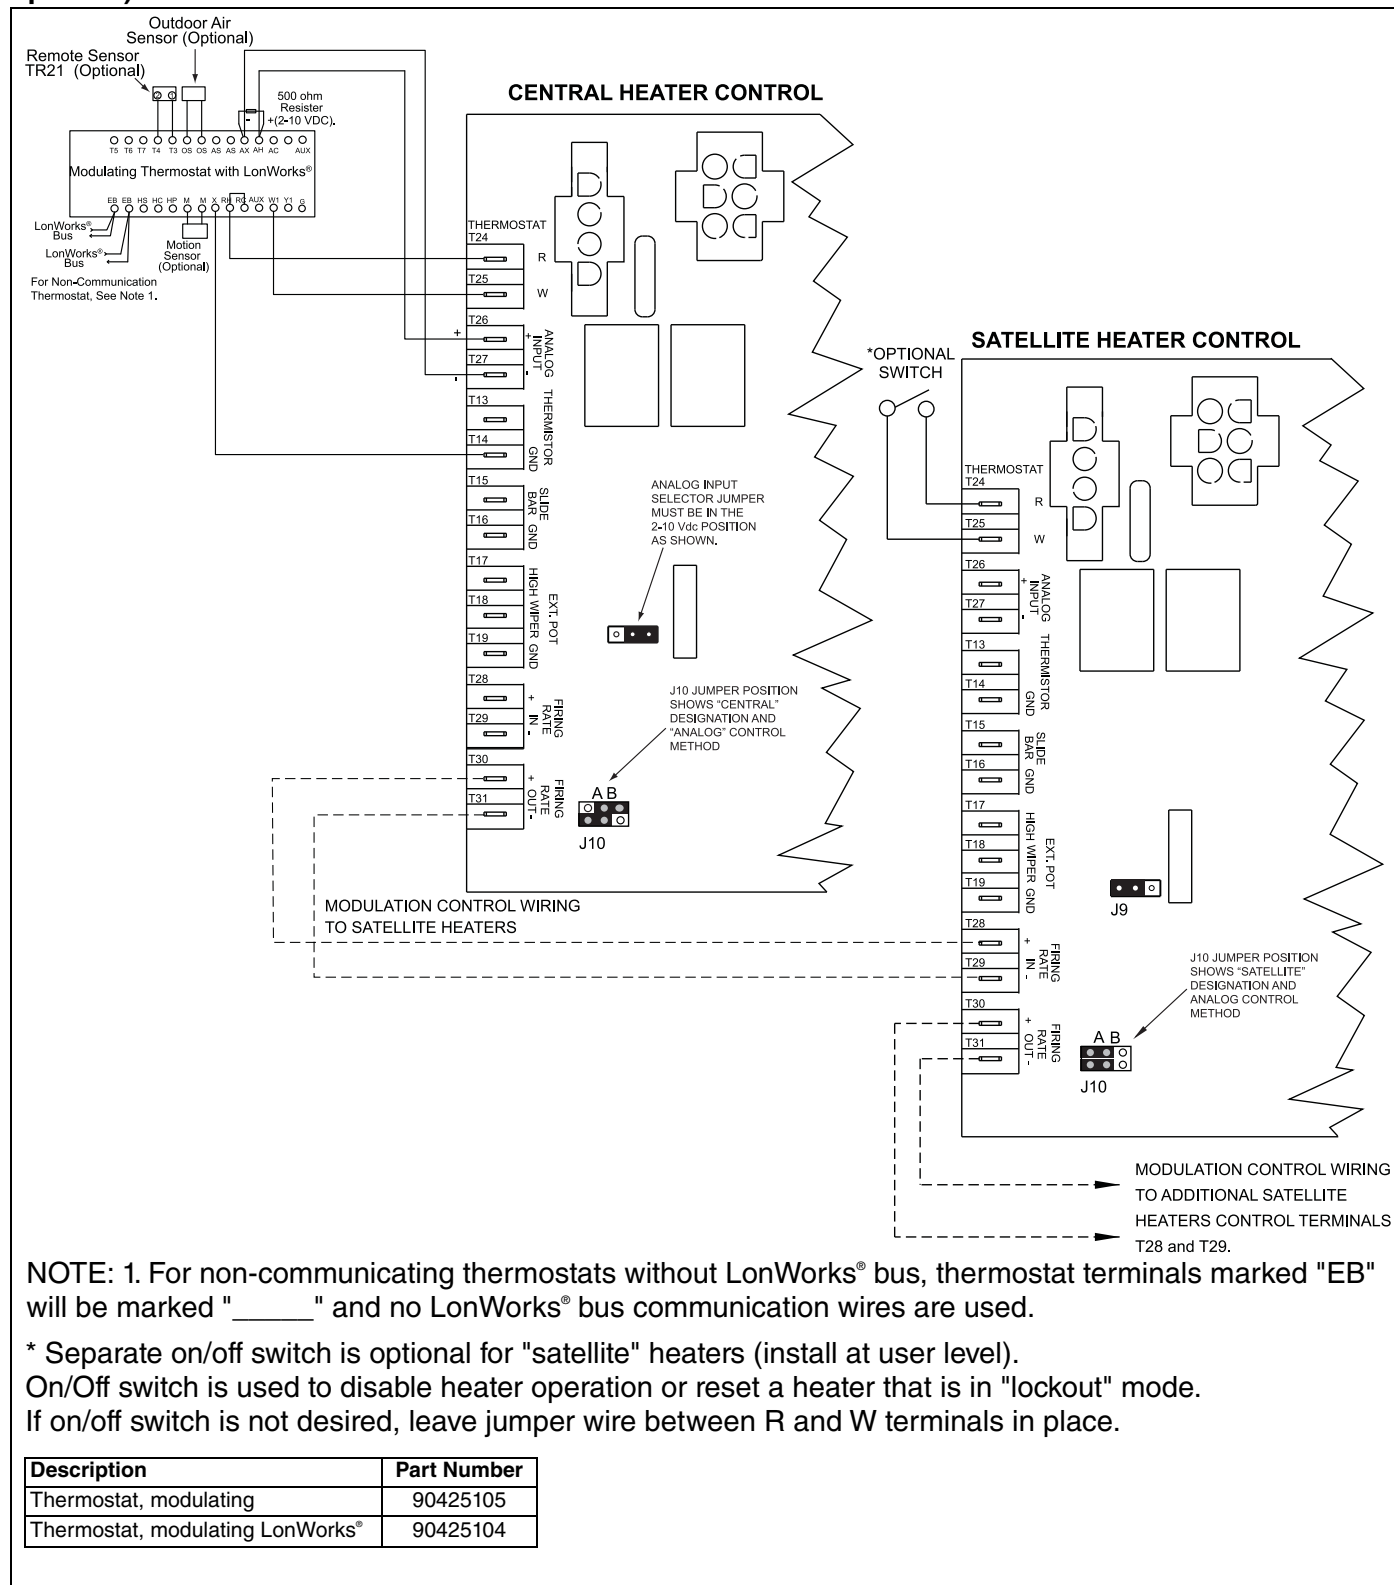 Outdoor Air
Sensor (Optional)
Remote Sensor
TR21 (Optional)
2 1
500 ohm
Resister
- +(2-10 VDC).
T5 T6 T7 T4 T3 OS OS AS AS AX AH AC AUX
Modulating Thermostat with LonWorks®
EB EB HS HC HP M M X RH RC AUX W1 Y1 G
LonWorks®
Bus
LonWorks®
Bus
Motion
Sensor
(Optional)
For Non-Communication
Thermostat, See Note 1.
CENTRAL HEATER CONTROL
THERMOSTAT
T24
R
T25
W
T26
+
T27
-
+ ANALOG INPUT -
T13
THERMISTOR
T14
GND
T15
SLIDE BAR
T16
GND
T17
HIGH
T18
WIPER
EXT. POT
T19
GND
T28
+
FIRING RATE IN
T29
-
T30
+
FIRING RATE OUT
T31
-
ANALOG INPUT
SELECTOR JUMPER
MUST BE IN THE
2-10 Vdc POSITION
AS SHOWN.
J10 JUMPER POSITION
SHOWS “CENTRAL”
DESIGNATION AND
“ANALOG” CONTROL
METHOD
A B
J10
MODULATION CONTROL WIRING
TO SATELLITE HEATERS
SATELLITE HEATER CONTROL
*OPTIONAL
SWITCH
THERMOSTAT
T24
R
T25
W
T26
+ ANALOG INPUT -
T27
T13
THERMISTOR
T14
GND
T15
SLIDE BAR
T16
GND
T17
HIGH
T18
WIPER
EXT. POT
T19
GND
T28
+
FIRING RATE IN
T29
-
T30
+
FIRING RATE OUT
T31
-
J9
J10 JUMPER POSITION
SHOWS “SATELLITE”
DESIGNATION AND
ANALOG CONTROL
METHOD
A B
J10
MODULATION CONTROL WIRING
TO ADDITIONAL SATELLITE
HEATERS CONTROL TERMINALS
T28 and T29.
NOTE: 1. For non-communicating thermostats without LonWorks® bus, thermostat terminals marked "EB"
will be marked "_____" and no LonWorks® bus communication wires are used.
* Separate on/off switch is optional for "satellite" heaters (install at user level).
On/Off switch is used to disable heater operation or reset a heater that is in "lockout" mode.
If on/off switch is not desired, leave jumper wire between R and W terminals in place.
Description Part Number
Thermostat, modulating 90425105
Thermostat, modulating LonWorks® 90425104